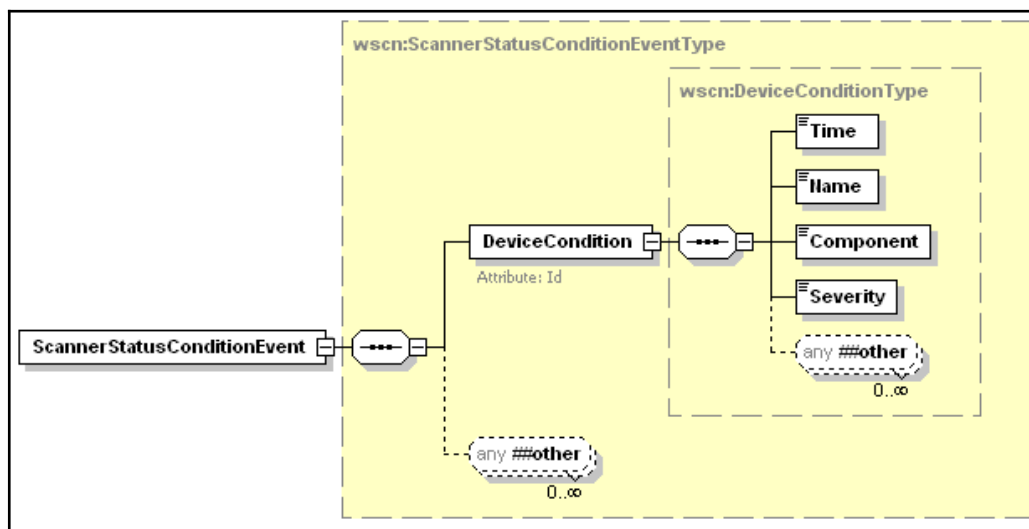 wscn:ScannerStatusConditionEventType
wscn:DeviceConditionType
Time
Name
DeviceCondition
Component
Attribute: Id
Severity
ScannerStatusConditionEvent
any ##other
0..∞
any ##other
0..∞